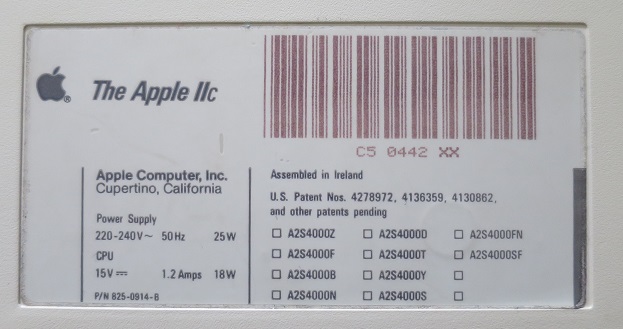 The Apple IIc
C5 0442 XX
Apple Computer, Inc.
Cupertino, California
Power Supply
220-240V~ 50 Hz 25W
CPU
15V⎓ 1.2 Amps 18W
P/N 825-0914-B
Assembled in Ireland
U.S. Patent Nos. 4278972, 4136359, 4130862,
and other patents pending
☐ A2S4000Z ☐ A2S4000D ☐ A2S4000FN
☐ A2S4000F ☐ A2S4000T ☐ A2S4000SF
☐ A2S4000B ☐ A2S4000Y ☐
☐ A2S4000N ☐ A2S4000S ☐